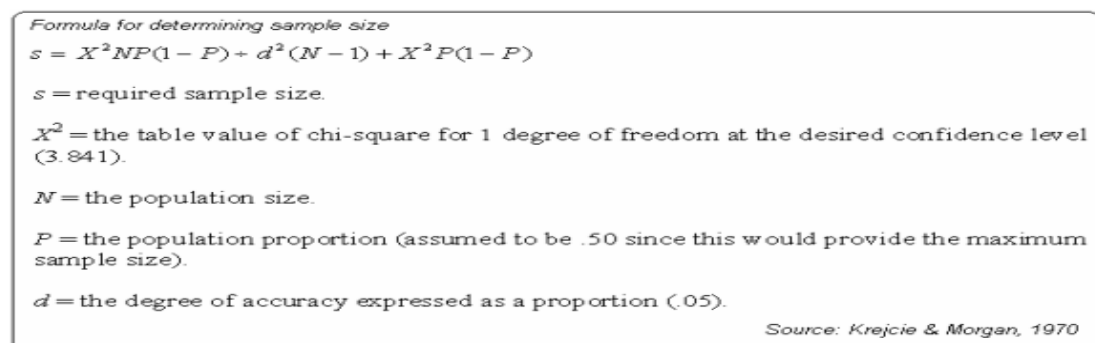 Formula for determining sample size
s = X²NP(1 − P) ÷ d²(N − 1) + X²P(1 − P)
s = required sample size.
X² = the table value of chi-square for 1 degree of freedom at the desired confidence level
(3.841).
N = the population size.
P = the population proportion (assumed to be .50 since this would provide the maximum
sample size).
d = the degree of accuracy expressed as a proportion (.05).
Source: Krejcie & Morgan, 1970